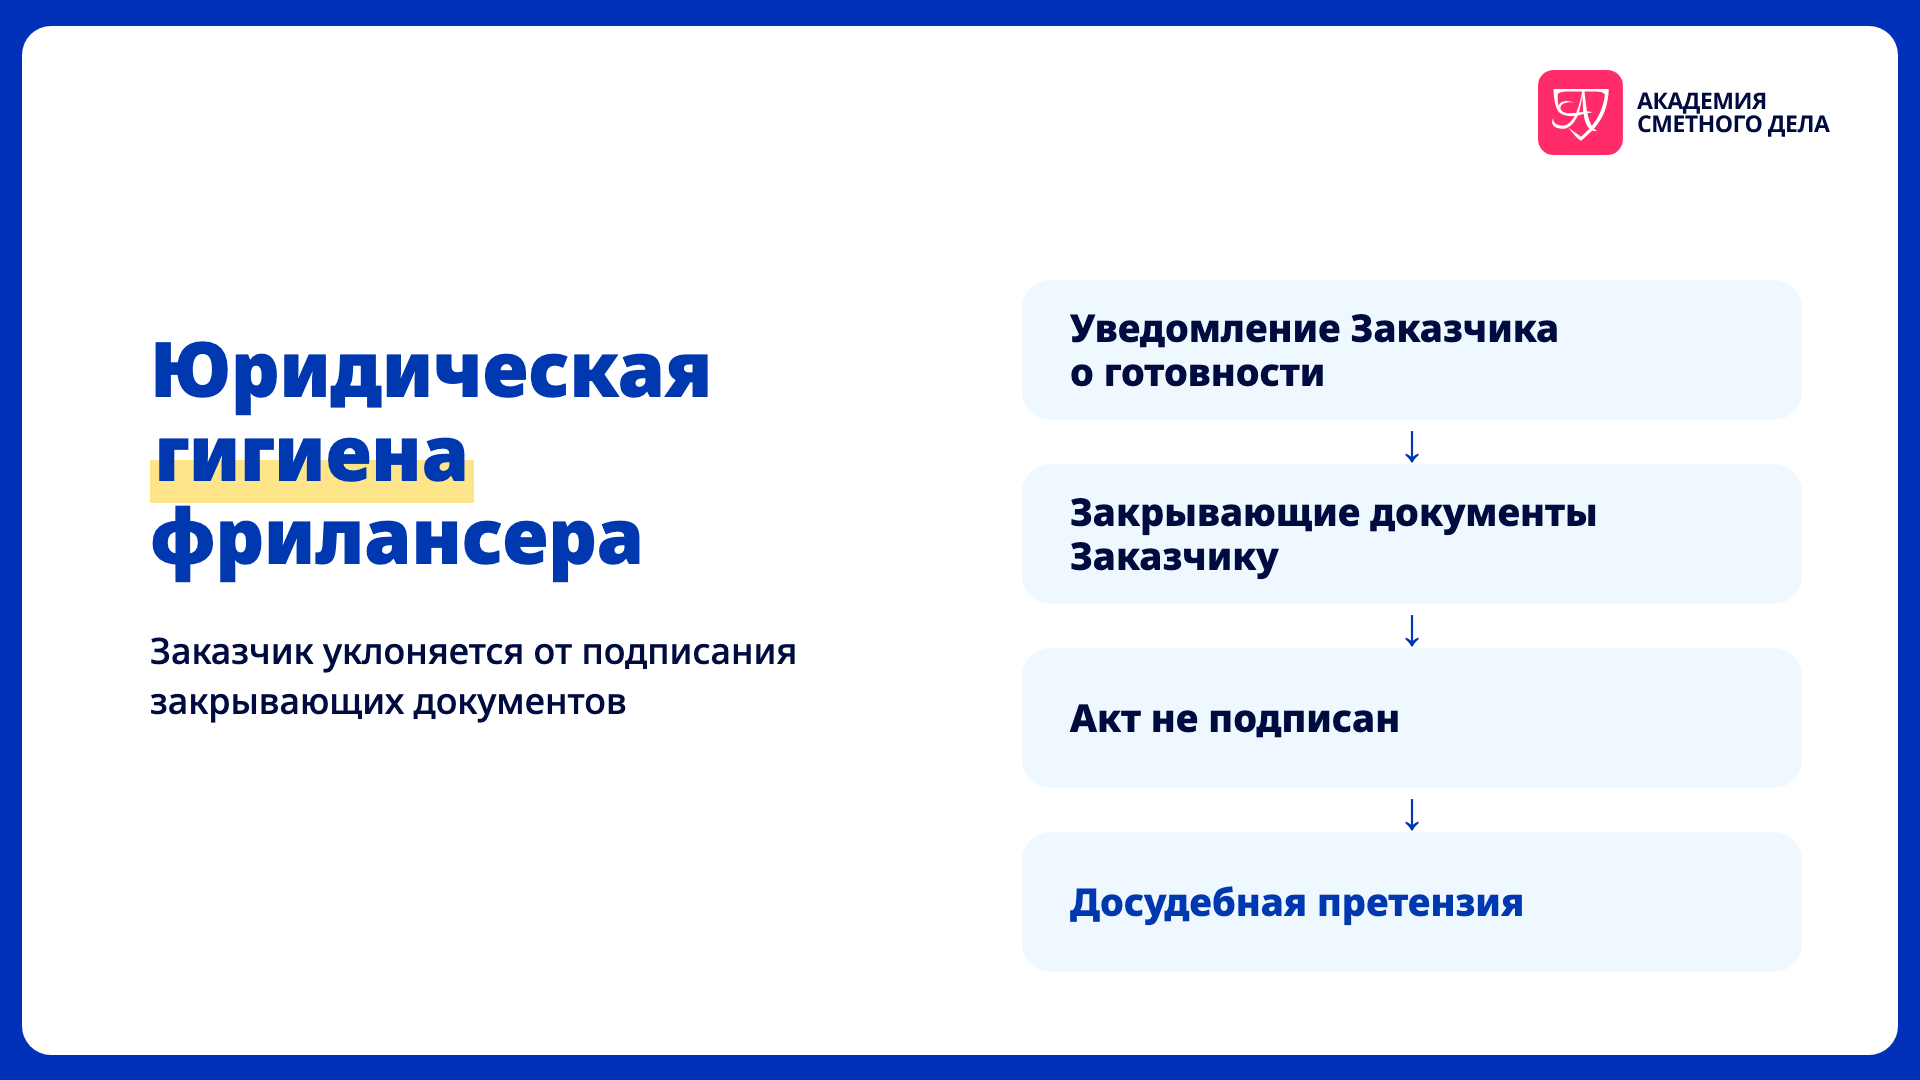 АКАДЕМИЯ
СМЕТНОГО ДЕЛА
Юридическая
гигиена
фрилансера
Заказчик уклоняется от подписания
закрывающих документов
Уведомление Заказчика
о готовности
↓
Закрывающие документы
Заказчику
↓
Акт не подписан
↓
Досудебная претензия